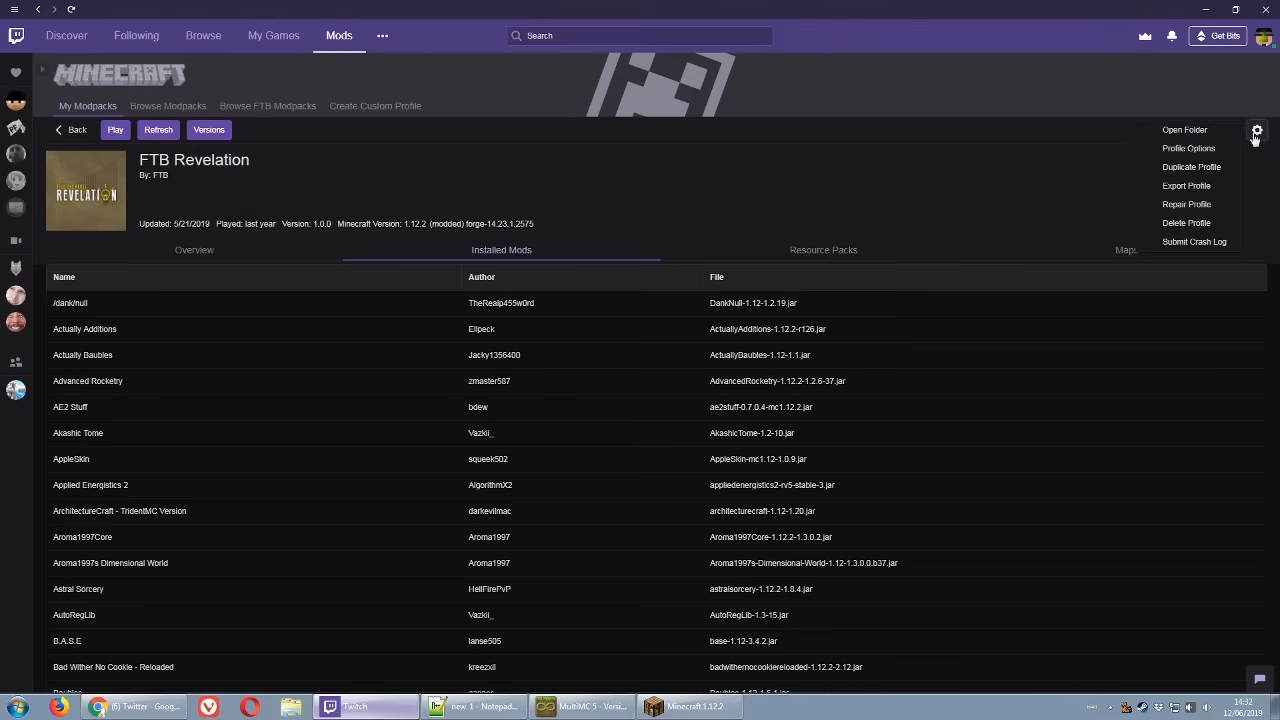 Discover Following Browse My Games Mods ••• Search Get Bits
MINECRAFT
My Modpacks Browse Modpacks Browse FTB Modpacks Create Custom Profile
Back Play Refresh Versions
Open Folder
Profile Options
Duplicate Profile
Export Profile
Repair Profile
Delete Profile
Submit Crash Log
REVELATION
FTB Revelation
By: FTB
Updated: 5/21/2019 Played: last year Version: 1.0.0 Minecraft Version: 1.12.2 (modded) forge-14.23.1.2575
Overview Installed Mods Resource Packs Maps
Name Author File
/dank/null TheRealp455w0rd DankNull-1.12-1.2.19.jar
Actually Additions Ellpeck ActuallyAdditions-1.12.2-r126.jar
Actually Baubles Jacky1356400 ActuallyBaubles-1.12-1.1.jar
Advanced Rocketry zmaster587 AdvancedRocketry-1.12.2-1.2.6-37.jar
AE2 Stuff bdew ae2stuff-0.7.0.4-mc1.12.2.jar
Akashic Tome Vazkii_ AkashicTome-1.2-10.jar
AppleSkin squeek502 AppleSkin-mc1.12-1.0.9.jar
Applied Energistics 2 AlgorithmX2 appliedenergistics2-rv5-stable-3.jar
ArchitectureCraft - TridentMC Version darkevilmac architecturecraft-1.12-1.20.jar
Aroma1997Core Aroma1997 Aroma1997Core-1.12.2-1.3.0.2.jar
Aroma1997s Dimensional World Aroma1997 Aroma1997s-Dimensional-World-1.12-1.3.0.0.b37.jar
Astral Sorcery HellFirePvP astralsorcery-1.12.2-1.8.4.jar
AutoRegLib Vazkii_ AutoRegLib-1.3-15.jar
B.A.S.E lanse505 base-1.12-3.4.2.jar
Bad Wither No Cookie - Reloaded kreezxil badwithernocookiereloaded-1.12.2-2.12.jar
(6) Twitter - Goog... Twitch new 1 - Notepad... MultiMC 5 - Versi... Minecraft 1.12.2
14:32
12/06/2019